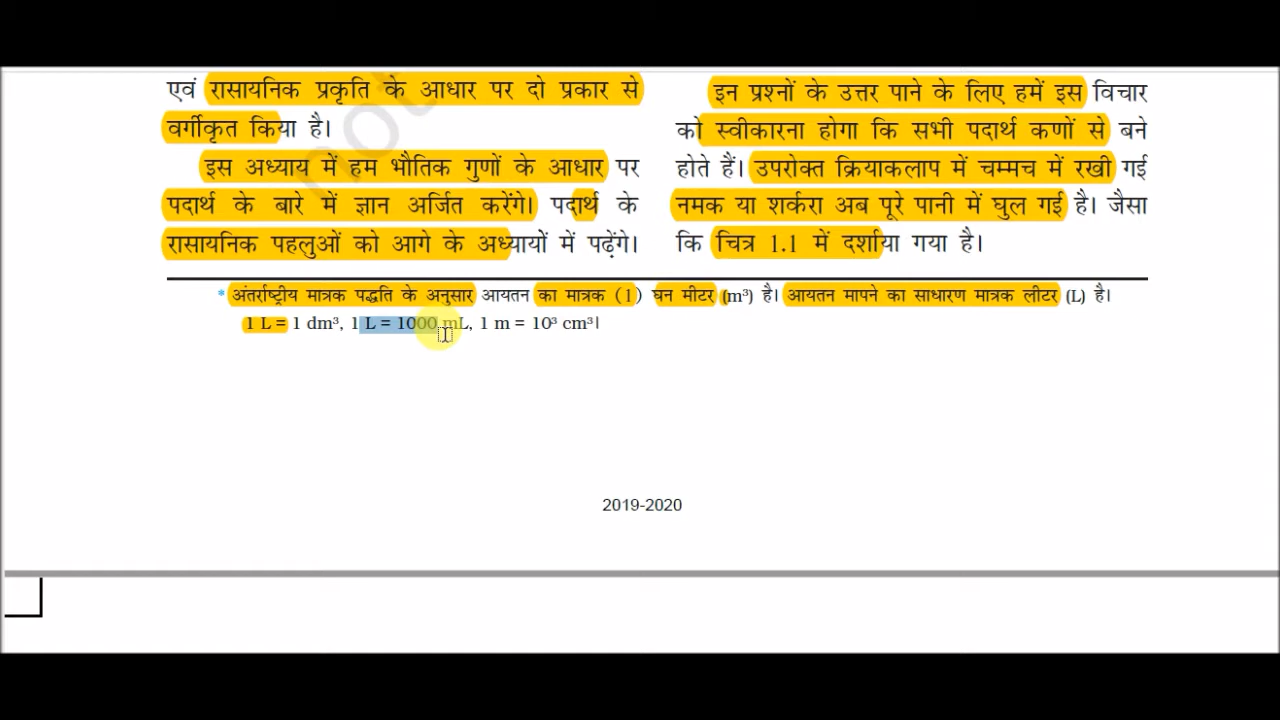 एवं रासायनिक प्रकृति के आधार पर दो प्रकार से
वर्गीकृत किया है।
इस अध्याय में हम भौतिक गुणों के आधार पर
पदार्थ के बारे में ज्ञान अर्जित करेंगे। पदार्थ के
रासायनिक पहलुओं को आगे के अध्यायों में पढ़ेंगे।
इन प्रश्नों के उत्तर पाने के लिए हमें इस विचार
को स्वीकारना होगा कि सभी पदार्थ कणों से बने
होते हैं। उपरोक्त क्रियाकलाप में चम्मच में रखी गई
नमक या शर्करा अब पूरे पानी में घुल गई है। जैसा
कि चित्र 1.1 में दर्शाया गया है।
* अंतर्राष्ट्रीय मात्रक पद्धति के अनुसार आयतन का मात्रक (1) घन मीटर (m³) है। आयतन मापने का साधारण मात्रक लीटर (L) है।
1 L = 1 dm³, 1 L = 1000 mL, 1 m = 10³ cm³।
not
2019-2020